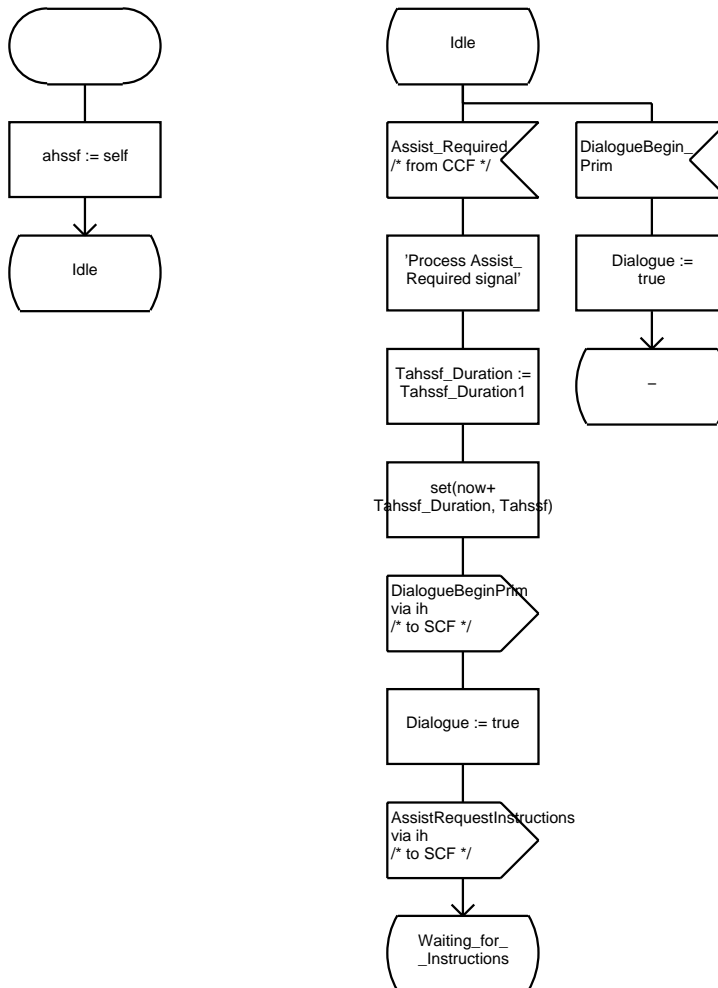 ahssf := self
Idle
Idle
Assist_Required
/* from CCF */
'Process Assist_
Required signal'
Tahssf_Duration :=
Tahssf_Duration1
set(now+
Tahssf_Duration, Tahssf)
DialogueBeginPrim
via ih
/* to SCF */
Dialogue := true
AssistRequestInstructions
via ih
/* to SCF */
Waiting_for_
_Instructions
DialogueBegin_
Prim
Dialogue :=
true
–